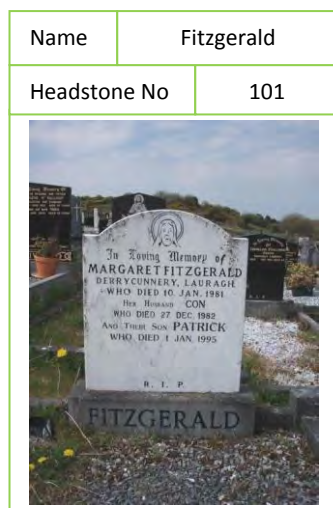 Name Fitzgerald
Headstone No 101
In Loving Memory of
MARGARET FITZGERALD
DERRYCUNNERY, LAURAGH
WHO DIED 10 JAN. 1981
HER HUSBAND CON
WHO DIED 27 DEC. 1982
AND THEIR SON PATRICK
WHO DIED 1 JAN. 1995
R. I. P.
FITZGERALD